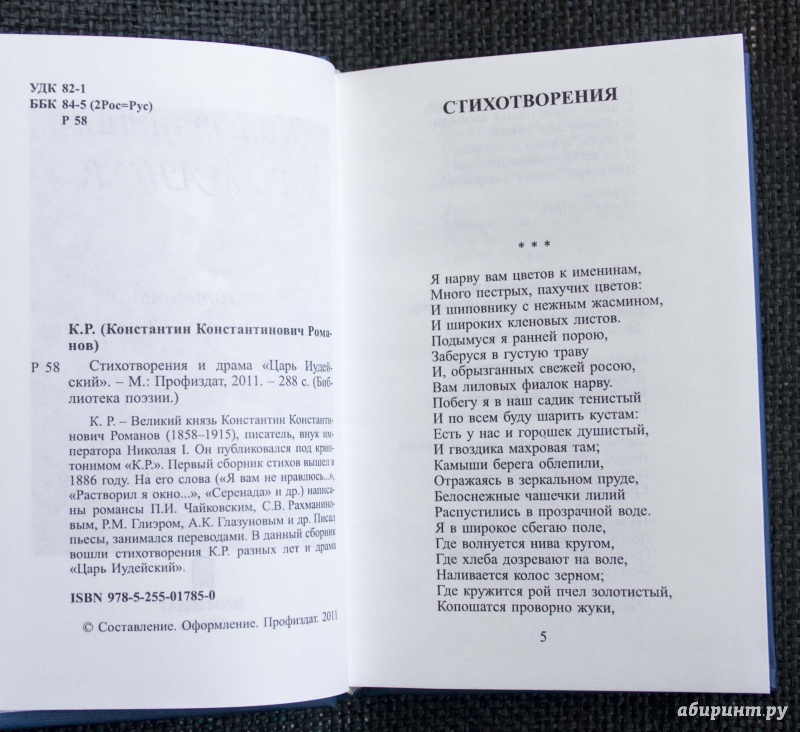 УДК 82-1
ББК 84-5 (2Рос=Рус)
Р 58
К.Р. (Константин Константинович Рома-
нов)
Р 58 Стихотворения и драма «Царь Иудей-
ский». – М.: Профиздат, 2011. – 288 с. (Биб-
лиотека поэзии.)
К. Р. – Великий князь Константин Константи-
нович Романов (1858–1915), писатель, внук им-
ператора Николая I. Он публиковался под крип-
тонимом «К.Р.». Первый сборник стихов вышел в
1886 году. На его слова («Я вам не нравлюсь...»,
«Растворил я окно...», «Серенада» и др.) написа-
ны романсы П.И. Чайковским, С.В. Рахманино-
вым, Р.М. Глиэром, А.К. Глазуновым и др. Писал
пьесы, занимался переводами. В данный сборник
вошли стихотворения К.Р. разных лет и драма
«Царь Иудейский».
ISBN 978-5-255-01785-0
© Составление. Оформление. Профиздат. 2011
СТИХОТВОРЕНИЯ
* * *
Я нарву вам цветов к именинам,
Много пестрых, пахучих цветов:
И шиповнику с нежным жасмином,
И широких кленовых листов.
Подымуся я ранней порою,
Заберуся в густую траву
И, обрызганных свежей росою,
Вам лиловых фиалок нарву.
Побегу я в наш садик тенистый
И по всем буду шарить кустам:
Есть у нас и горошек душистый,
И гвоздика махровая там;
Камыши берега облепили,
Отражаясь в зеркальном пруде,
Белоснежные чашечки лилий
Распустились в прозрачной воде.
Я в широкое сбегаю поле,
Где волнуется нива кругом,
Где хлеба дозревают на воле,
Наливается колос зерном;
Где кружится рой пчел золотистый,
Копошатся проворно жуки,
5
абиринт.ру